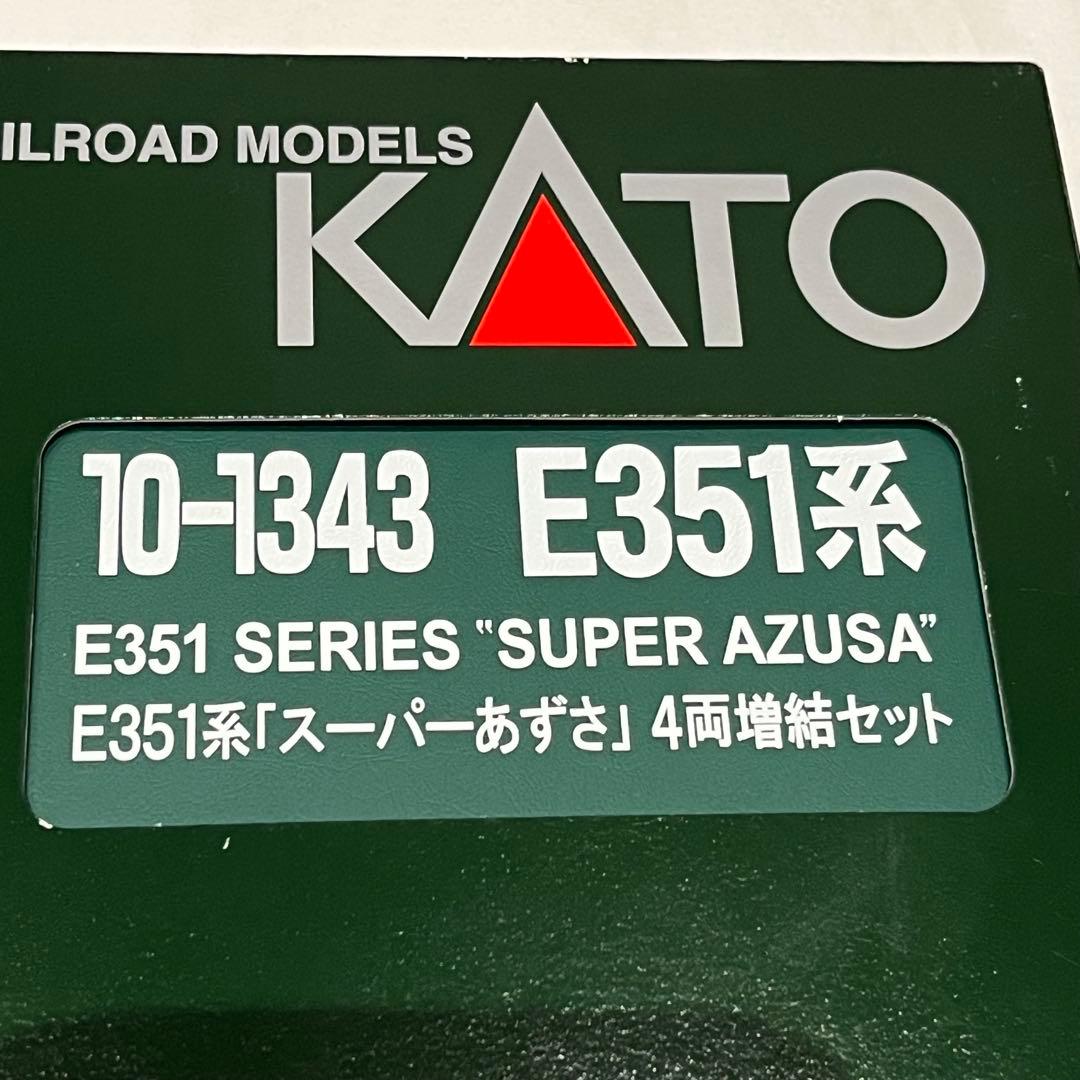 ILROAD MODELS
KATO
10-1343 E351系
E351 SERIES "SUPER AZUSA"
E351系「スーパーあずさ」4両増結セット